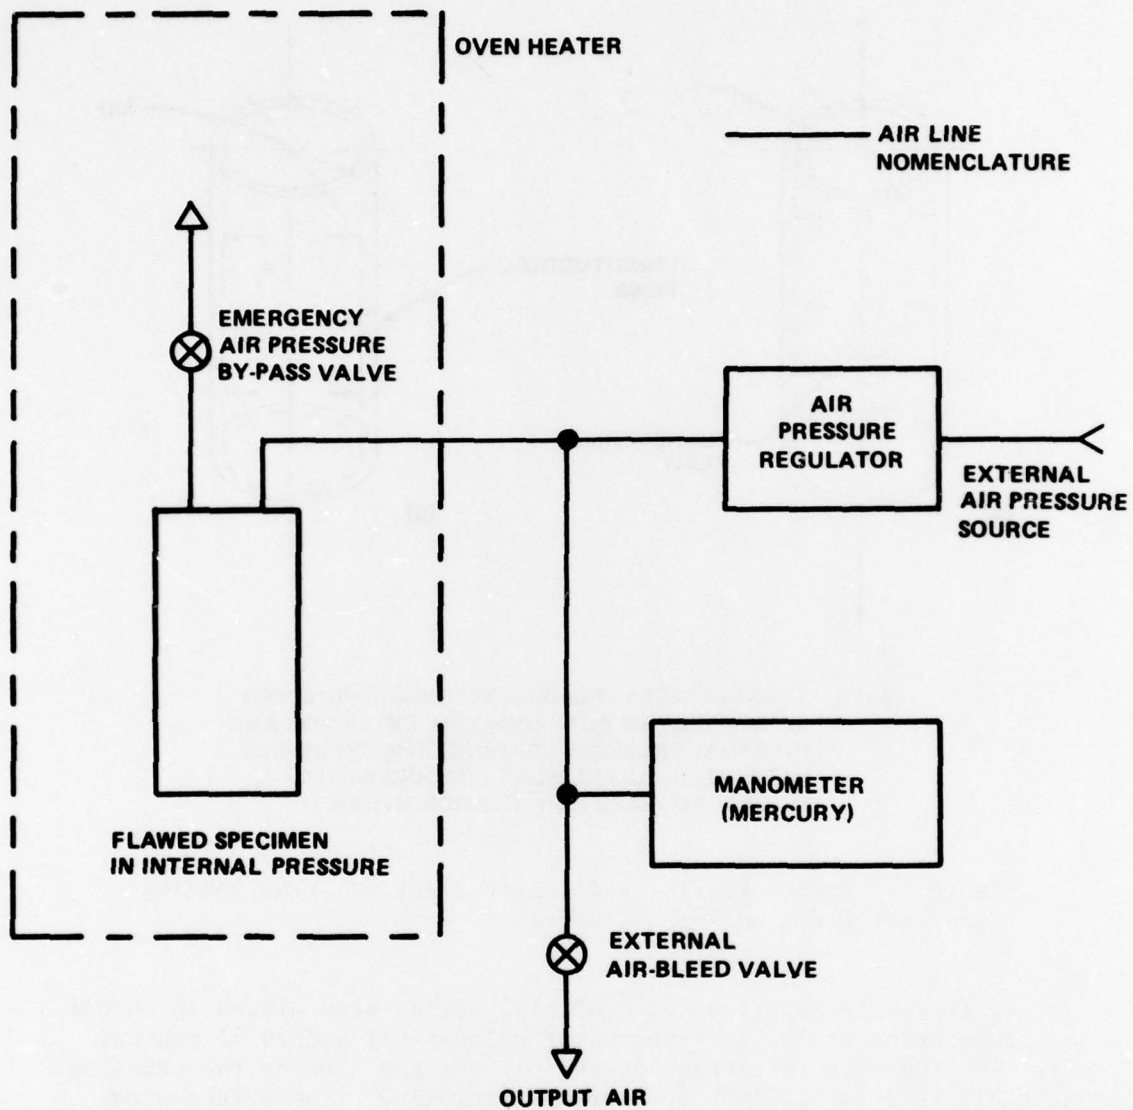 OVEN HEATER
AIR LINE
NOMENCLATURE
EMERGENCY
AIR PRESSURE
BY-PASS VALVE
AIR
PRESSURE
REGULATOR
EXTERNAL
AIR PRESSURE
SOURCE
MANOMETER
(MERCURY)
FLAWED SPECIMEN
IN INTERNAL PRESSURE
EXTERNAL
AIR-BLEED VALVE
OUTPUT AIR